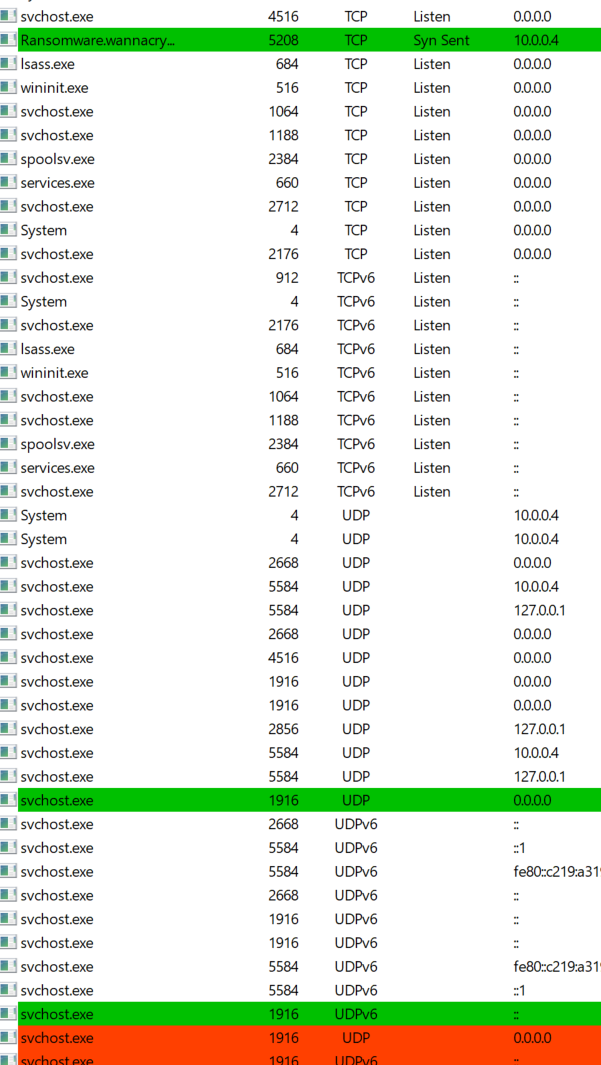 svchost.exe 4516 TCP Listen 0.0.0.0
Ransomware.wannacry... 5208 TCP Syn Sent 10.0.0.4
lsass.exe 684 TCP Listen 0.0.0.0
wininit.exe 516 TCP Listen 0.0.0.0
svchost.exe 1064 TCP Listen 0.0.0.0
svchost.exe 1188 TCP Listen 0.0.0.0
spoolsv.exe 2384 TCP Listen 0.0.0.0
services.exe 660 TCP Listen 0.0.0.0
svchost.exe 2712 TCP Listen 0.0.0.0
System 4 TCP Listen 0.0.0.0
svchost.exe 2176 TCP Listen 0.0.0.0
svchost.exe 912 TCPv6 Listen ::
System 4 TCPv6 Listen ::
svchost.exe 2176 TCPv6 Listen ::
lsass.exe 684 TCPv6 Listen ::
wininit.exe 516 TCPv6 Listen ::
svchost.exe 1064 TCPv6 Listen ::
svchost.exe 1188 TCPv6 Listen ::
spoolsv.exe 2384 TCPv6 Listen ::
services.exe 660 TCPv6 Listen ::
svchost.exe 2712 TCPv6 Listen ::
System 4 UDP 10.0.0.4
System 4 UDP 10.0.0.4
svchost.exe 2668 UDP 0.0.0.0
svchost.exe 5584 UDP 10.0.0.4
svchost.exe 5584 UDP 127.0.0.1
svchost.exe 2668 UDP 0.0.0.0
svchost.exe 4516 UDP 0.0.0.0
svchost.exe 1916 UDP 0.0.0.0
svchost.exe 1916 UDP 0.0.0.0
svchost.exe 2856 UDP 127.0.0.1
svchost.exe 5584 UDP 10.0.0.4
svchost.exe 5584 UDP 127.0.0.1
svchost.exe 1916 UDP 0.0.0.0
svchost.exe 2668 UDPv6 ::
svchost.exe 5584 UDPv6 ::1
svchost.exe 5584 UDPv6 fe80::c219:a319
svchost.exe 2668 UDPv6 ::
svchost.exe 1916 UDPv6 ::
svchost.exe 1916 UDPv6 ::
svchost.exe 5584 UDPv6 fe80::c219:a319
svchost.exe 5584 UDPv6 ::1
svchost.exe 1916 UDPv6 ::
svchost.exe 1916 UDP 0.0.0.0
svchost.exe 1916 UDPv6 ::